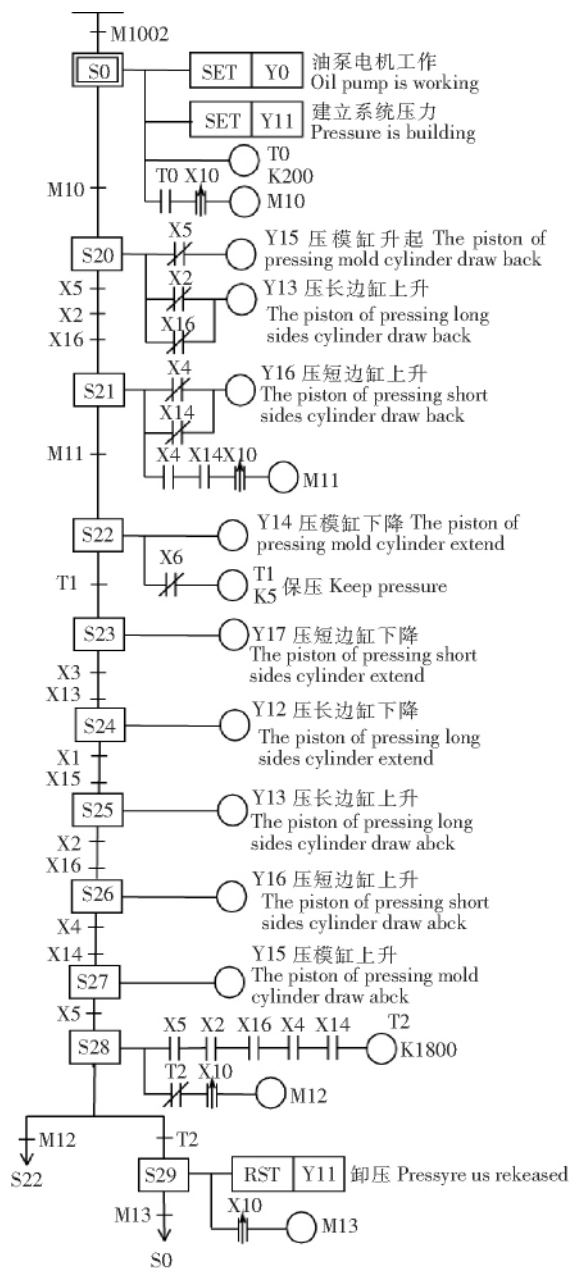 M1002
S0
SET Y0 油泵电机工作
Oil pump is working
SET Y11 建立系统压力
Pressure is building
T0
K200
T0 X10
M10
M10
S20
X5
Y15 压模缸升起 The piston of
pressing mold cylinder draw back
X5
X2
Y13 压长边缸上升
X2
The piston of pressing long
X16
X16
sides cylinder draw back
S21
X4
Y16 压短边缸上升
The piston of pressing short
X14
sides cylinder draw back
M11
X4 X14 X10
M11
S22
Y14 压模缸下降 The piston of
pressing mold cylinder extend
X6
T1
T1
K5 保压 Keep pressure
S23
Y17 压短边缸下降
The piston of pressing short
X3
sides cylinder extend
X13
S24
Y12 压长边缸下降
The piston of pressing long
X1
sides cylinder extend
X15
S25
Y13 压长边缸上升
The piston of pressing long
X2
sides cylinder draw abck
X16
S26
Y16 压短边缸上升
The piston of pressing short
X4
sides cylinder draw abck
X14
Y15 压模缸上升
S27
The piston of pressing mold
cylinder draw abck
X5
S28
X5 X2 X16 X4 X14 T2
K1800
T2 X10
M12
M12 T2
S22
S29
RST Y11 卸压 Pressyre us rekeased
M13
X10
M13
S0